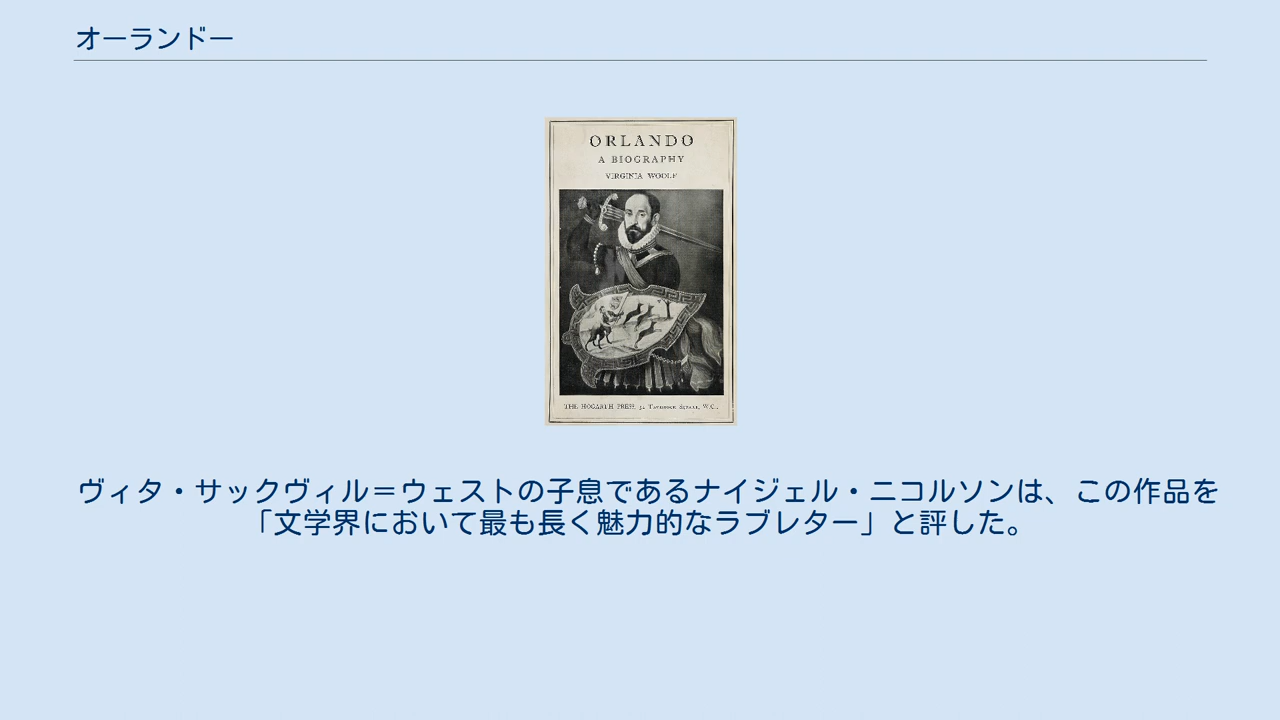 オーランドー
ORLANDO
A BIOGRAPHY
VIRGINIA WOOLF
THE HOGARTH PRESS, 52 TAVISTOCK SQUARE, W.C.
ヴィタ・サックヴィル＝ウェストの子息であるナイジェル・ニコルソンは、この作品を
「文学界において最も長く魅力的なラブレター」と評した。